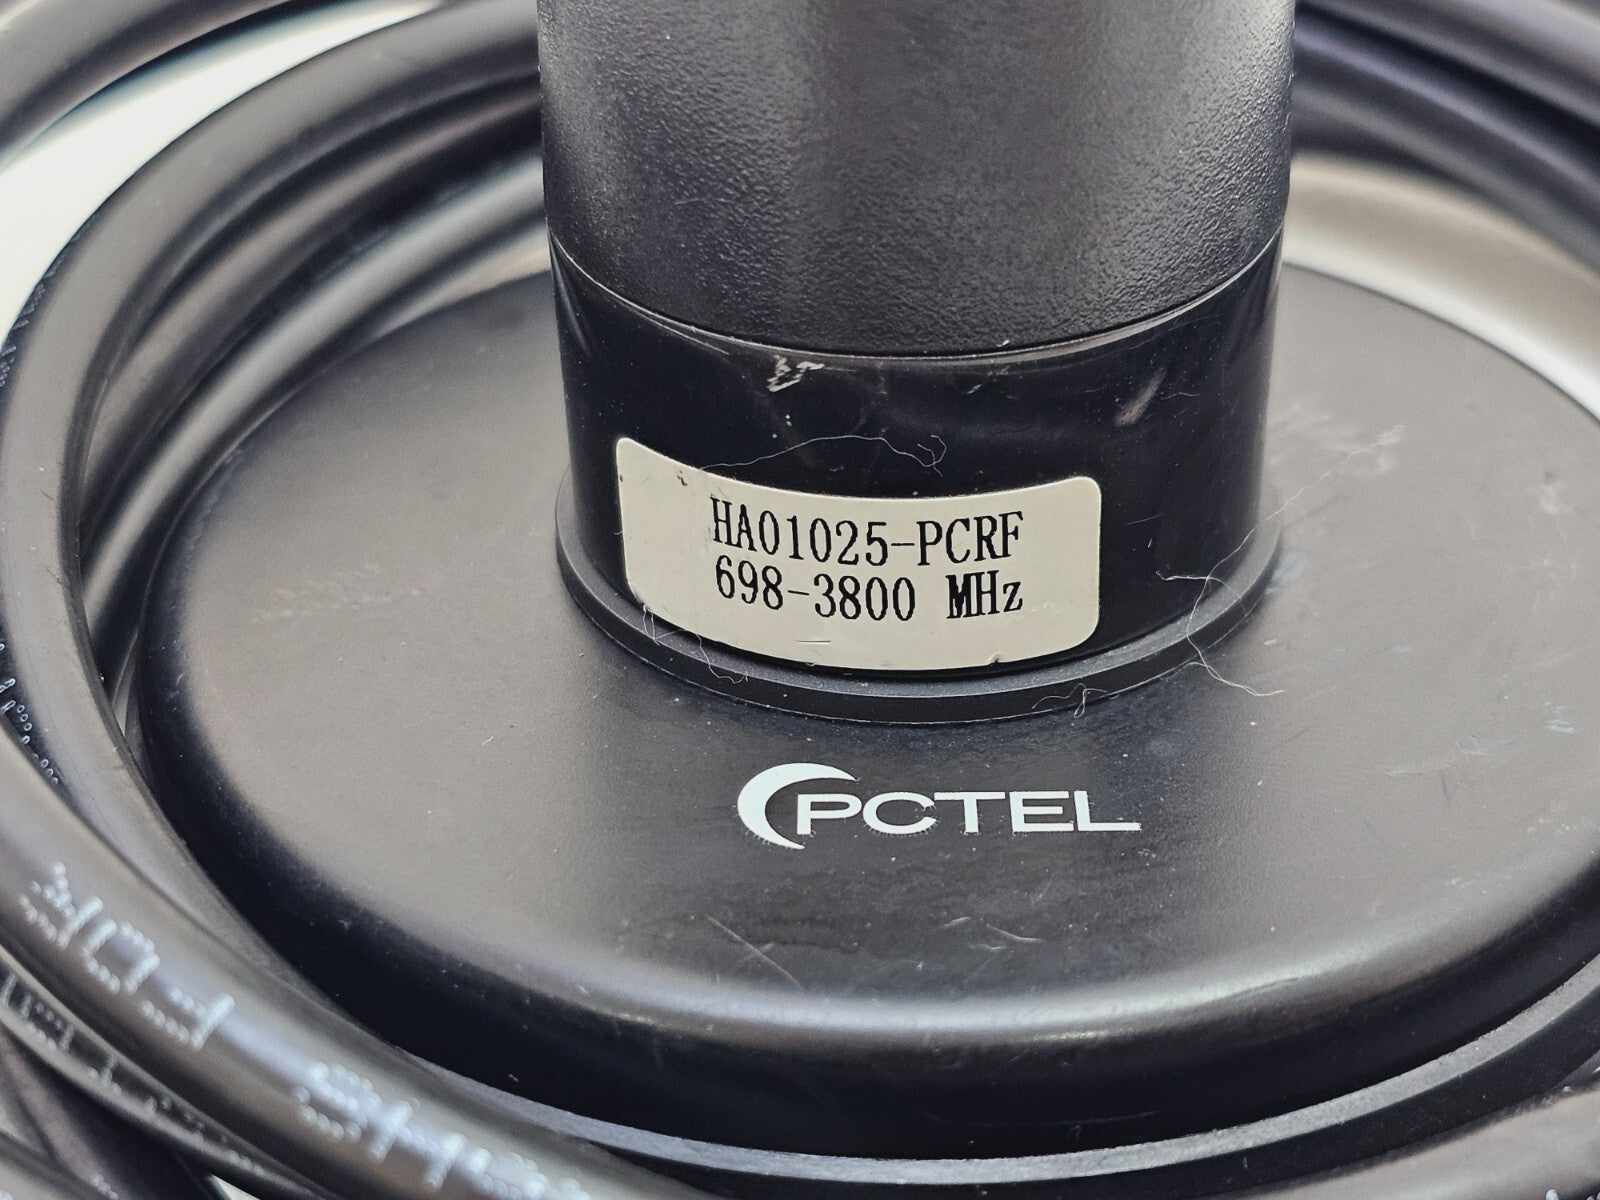 HA01025-PCRF
698-3800 MHz
PCTEL